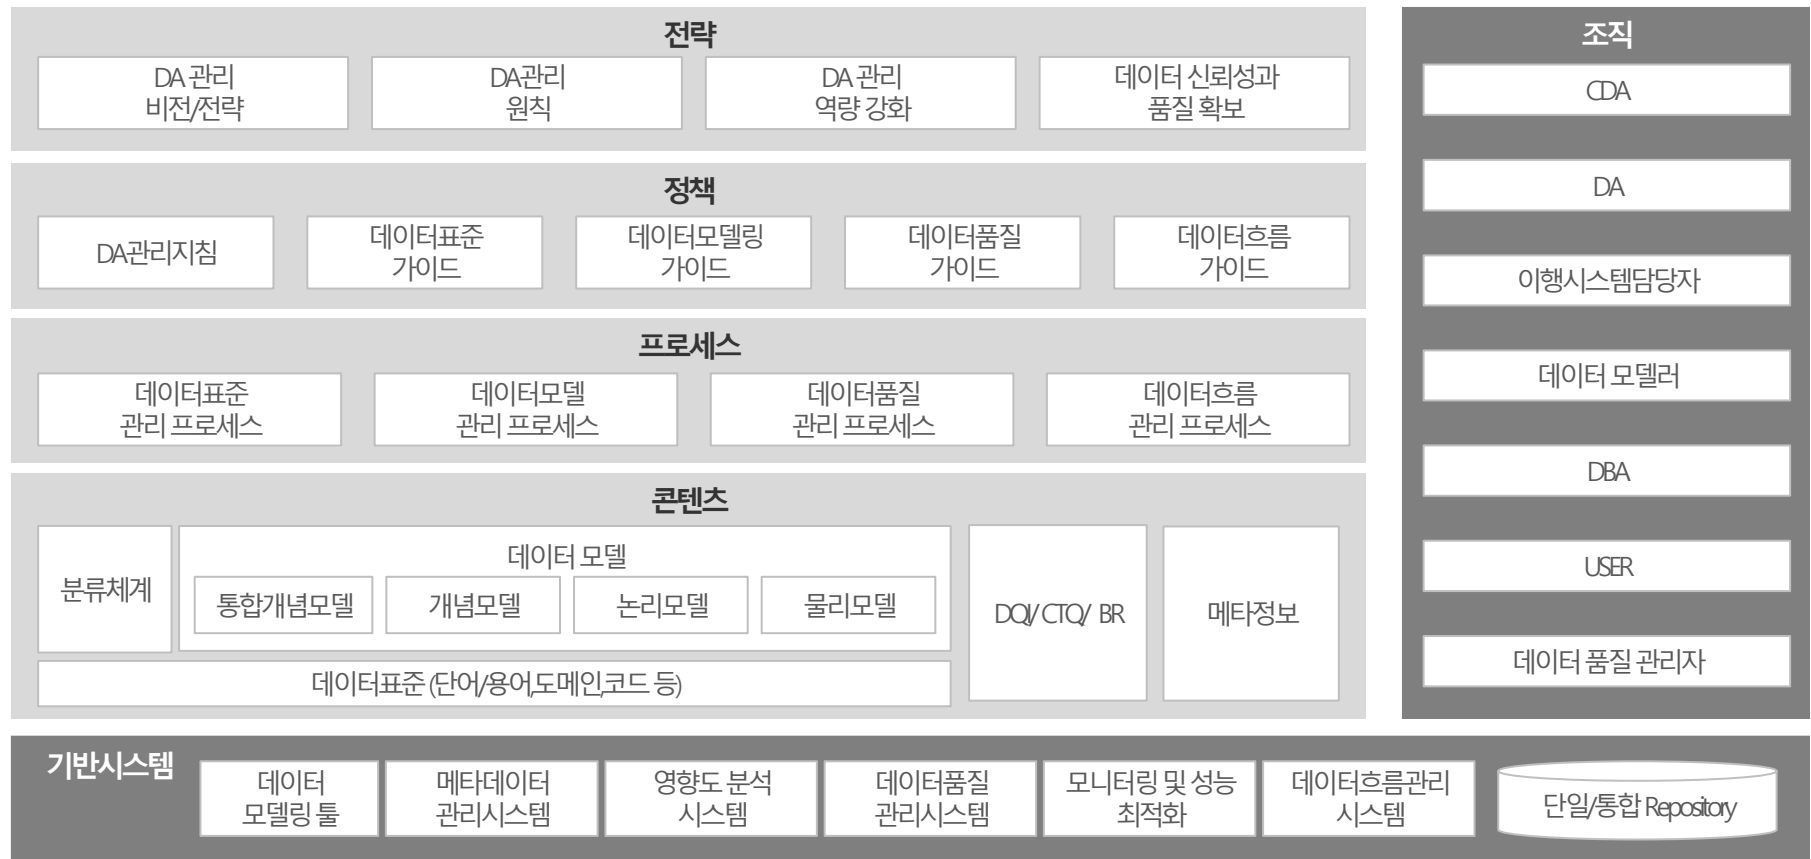 전략
DA 관리
비전/전략
DA관리
원칙
DA 관리
역량 강화
데이터 신뢰성과
품질 확보
정책
DA관리지침
데이터표준
가이드
데이터모델링
가이드
데이터품질
가이드
데이터흐름
가이드
프로세스
데이터표준
관리 프로세스
데이터모델
관리 프로세스
데이터품질
관리 프로세스
데이터흐름
관리 프로세스
콘텐츠
분류체계
데이터 모델
통합개념모델
개념모델
논리모델
물리모델
데이터표준 (단어/용어,도메인,코드 등)
DQI/ CTQ/ BR
메타정보
조직
CDA
DA
이행시스템담당자
데이터 모델러
DBA
USER
데이터 품질 관리자
기반시스템
데이터
모델링 툴
메타데이터
관리시스템
영향도 분석
시스템
데이터품질
관리시스템
모니터링 및 성능
최적화
데이터흐름관리
시스템
단일/통합 Repository